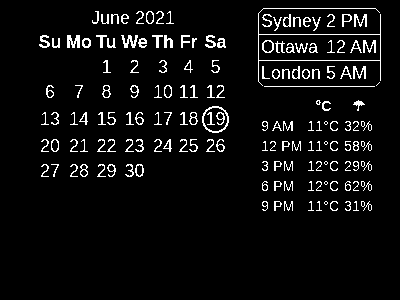 June 2021
Su Mo Tu We Th Fr Sa
1 2 3 4 5
6 7 8 9 10 11 12
13 14 15 16 17 18 19
20 21 22 23 24 25 26
27 28 29 30
Sydney 2 PM
Ottawa 12 AM
London 5 AM
°C ☂
9 AM 11°C 32%
12 PM 11°C 58%
3 PM 12°C 29%
6 PM 12°C 62%
9 PM 11°C 31%